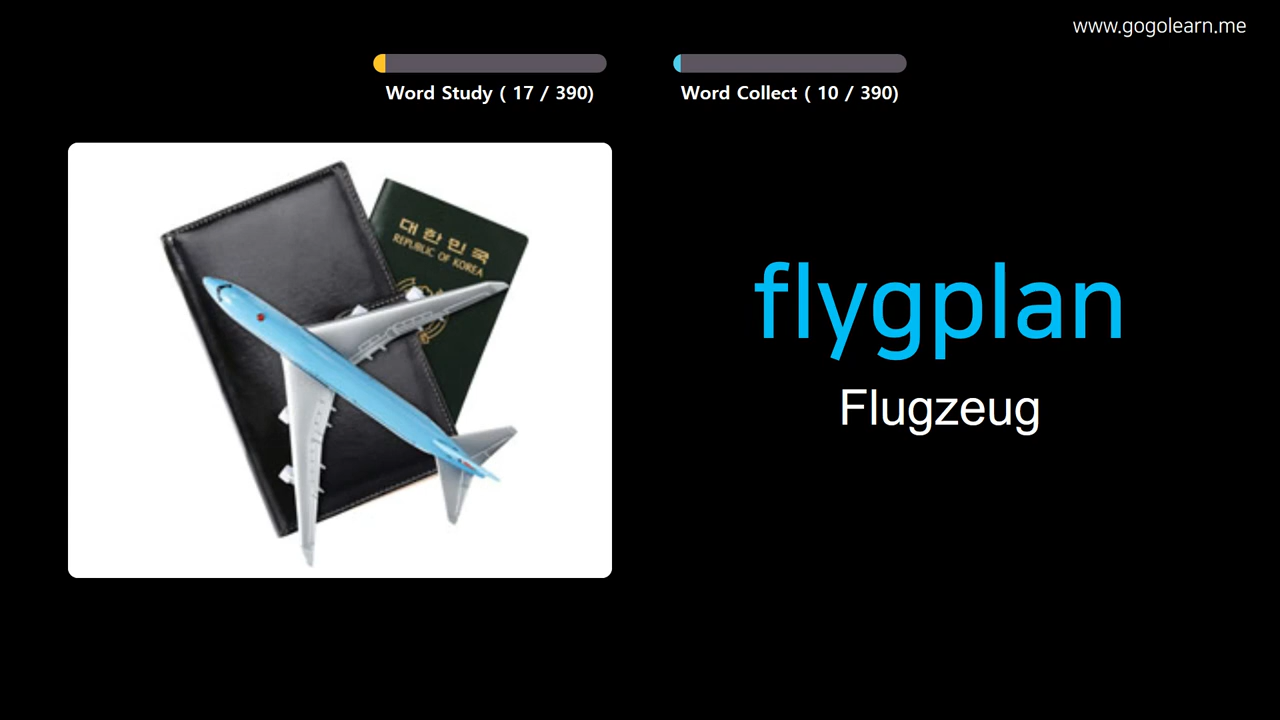 www.gogolearn.me
Word Study ( 17 / 390)
Word Collect ( 10 / 390)
대한민국
REPUBLIC OF KOREA
flygplan
Flugzeug